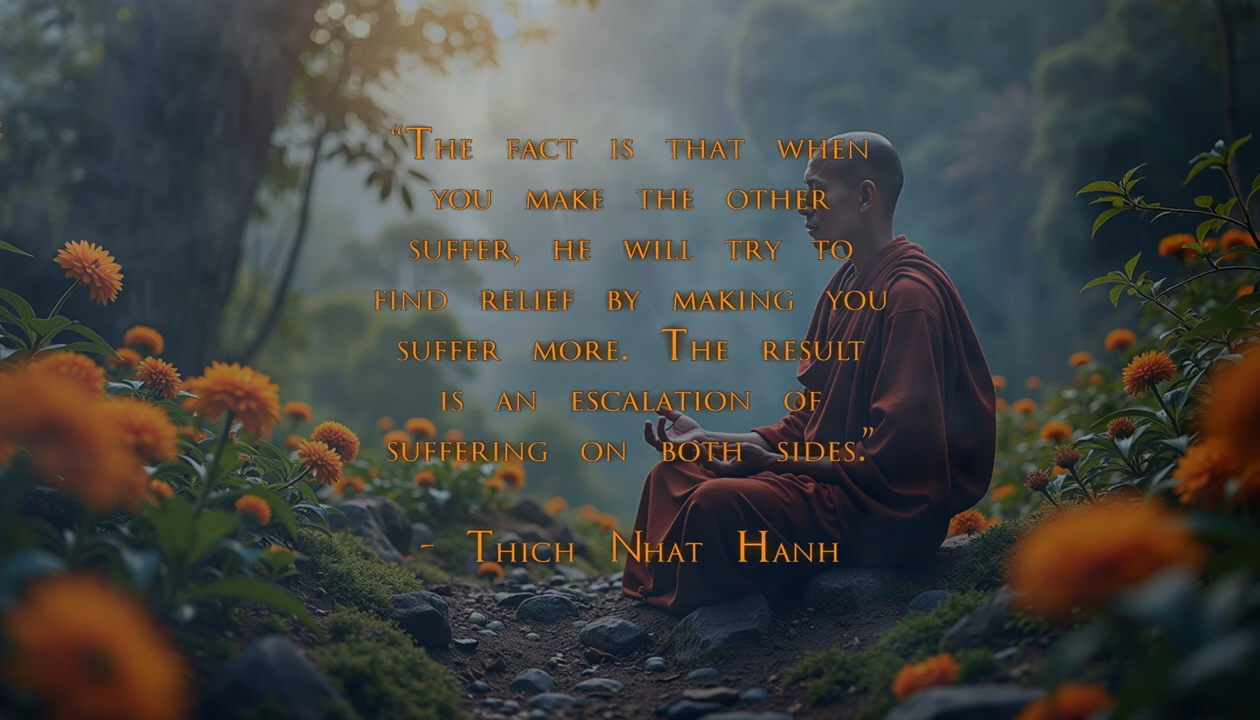 “The fact is that when
you make the other
suffer, he will try to
find relief by making you
suffer more. The result
is an escalation of
suffering on both sides.”
- Thich Nhat Hanh